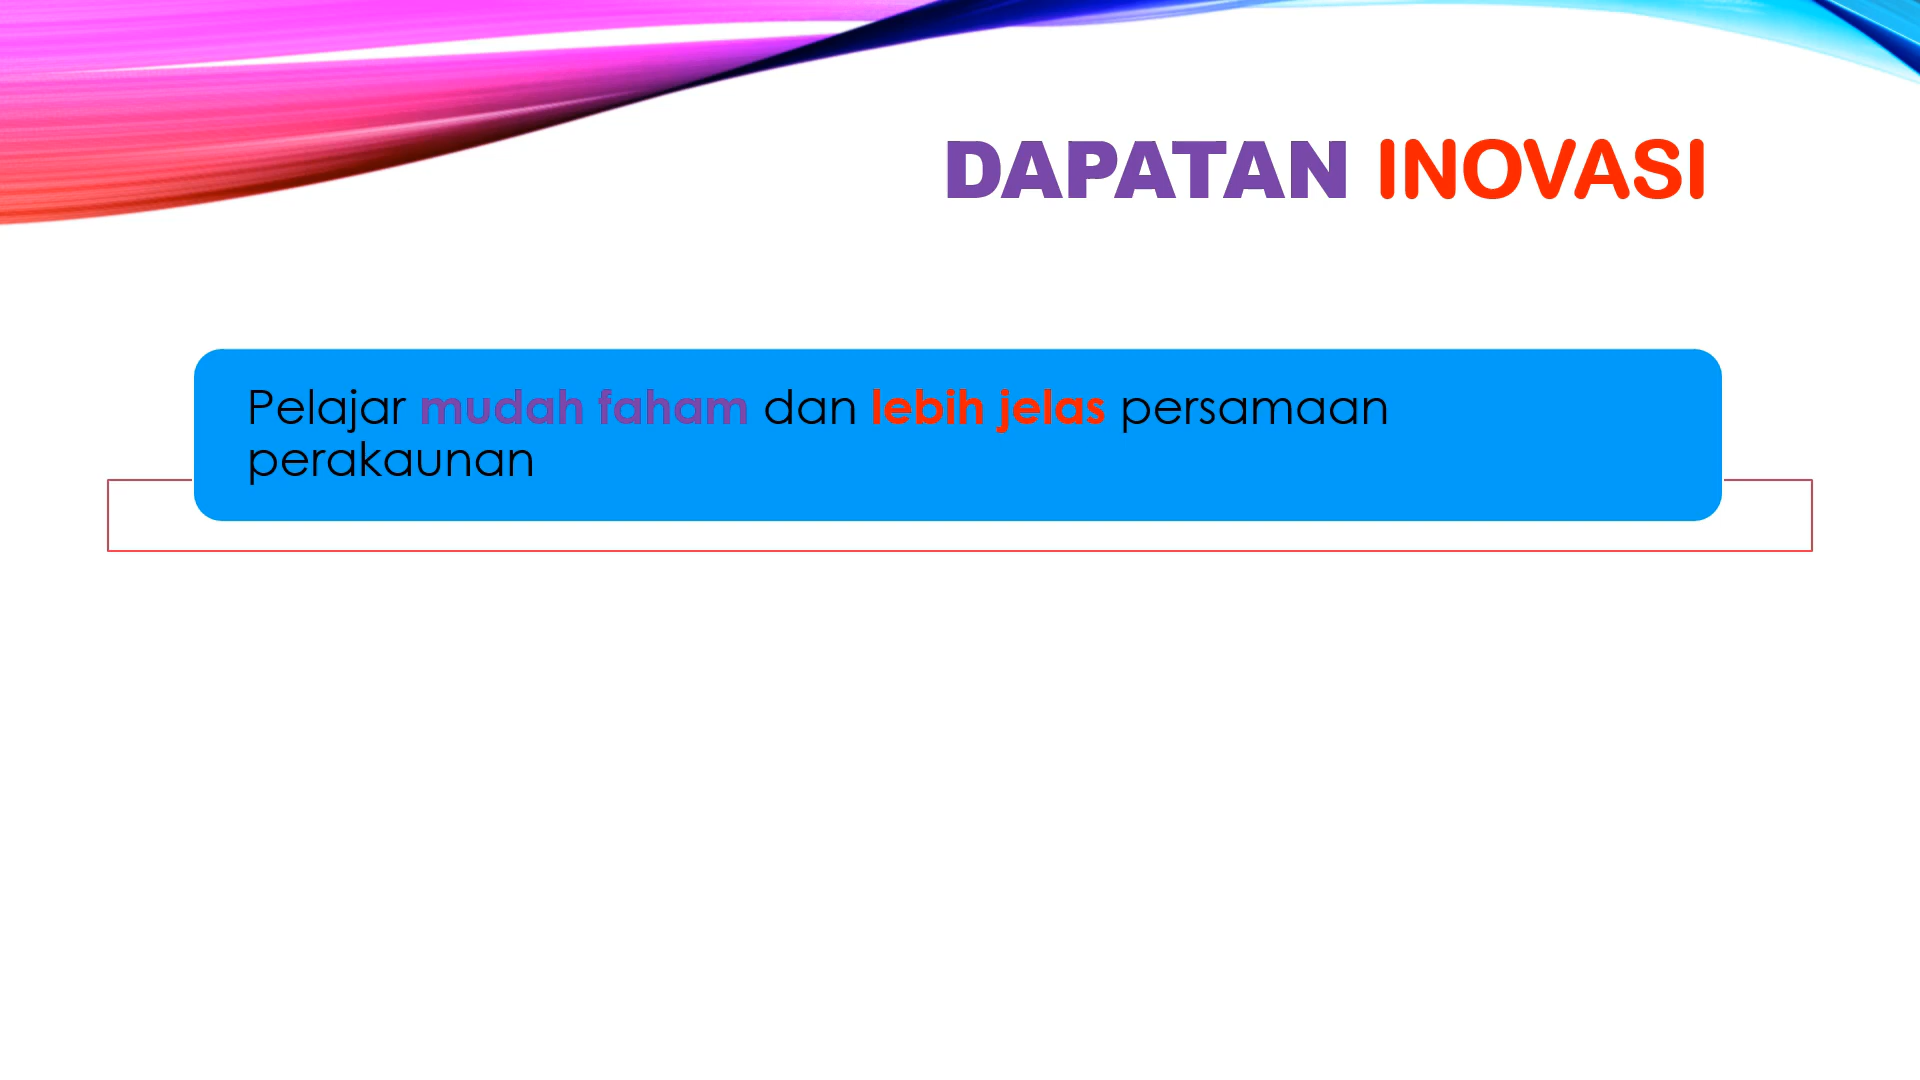 DAPATAN INOVASI
Pelajar mudah faham dan lebih jelas persamaan
perakaunan